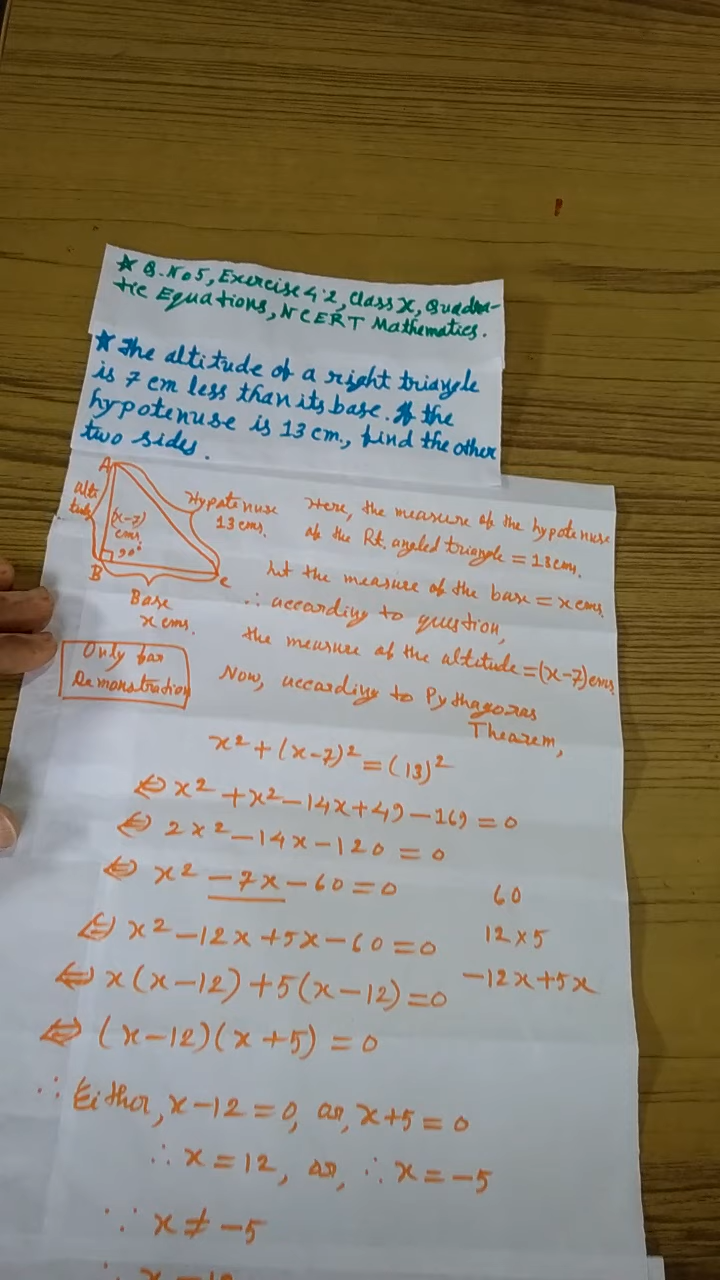 ★ Q.No 5, Exercise 4.2, Class X, Quadra-
tic Equations, NCERT Mathematics.
★ The altitude of a right triangle
is 7 cm less than its base. If the
hypotenuse is 13 cm., find the other
two sides.
A
Alti
tude
(x-7)
cms.
90°
B
C
Hypotenuse
13 cms.
Base
x cms.
Only for
Demonstration
Here, the measure of the hypotenuse
of the Rt. angled triangle = 13 cms.
Let the measure of the base = x cms
∴ according to question,
the measure of the altitude = (x-7) cms.
Now, according to Pythagoras
Theorem,
x² + (x-7)² = (13)²
⇔ x² + x² - 14x + 49 - 169 = 0
⇔ 2x² - 14x - 120 = 0
⇔ x² - 7x - 60 = 0
60
⇔ x² - 12x + 5x - 60 = 0
12 x 5
⇔ x(x-12) + 5(x-12) = 0
-12x + 5x
⇔ (x-12)(x+5) = 0
∴ Either, x-12 = 0, or, x+5 = 0
∴ x = 12, or, ∴ x = -5
∵ x ≠ -5